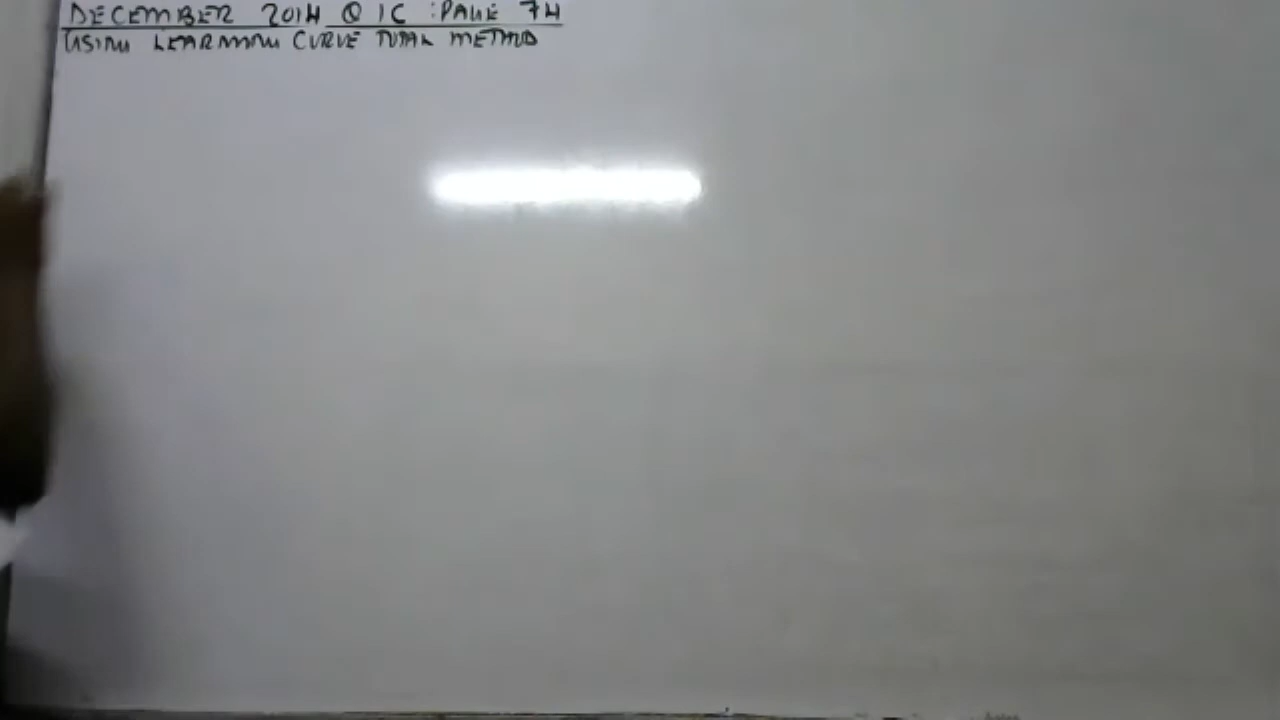 DECEMBER 2014 Q 1C : PAGE 74
USING LEARNING CURVE TOTAL METHOD